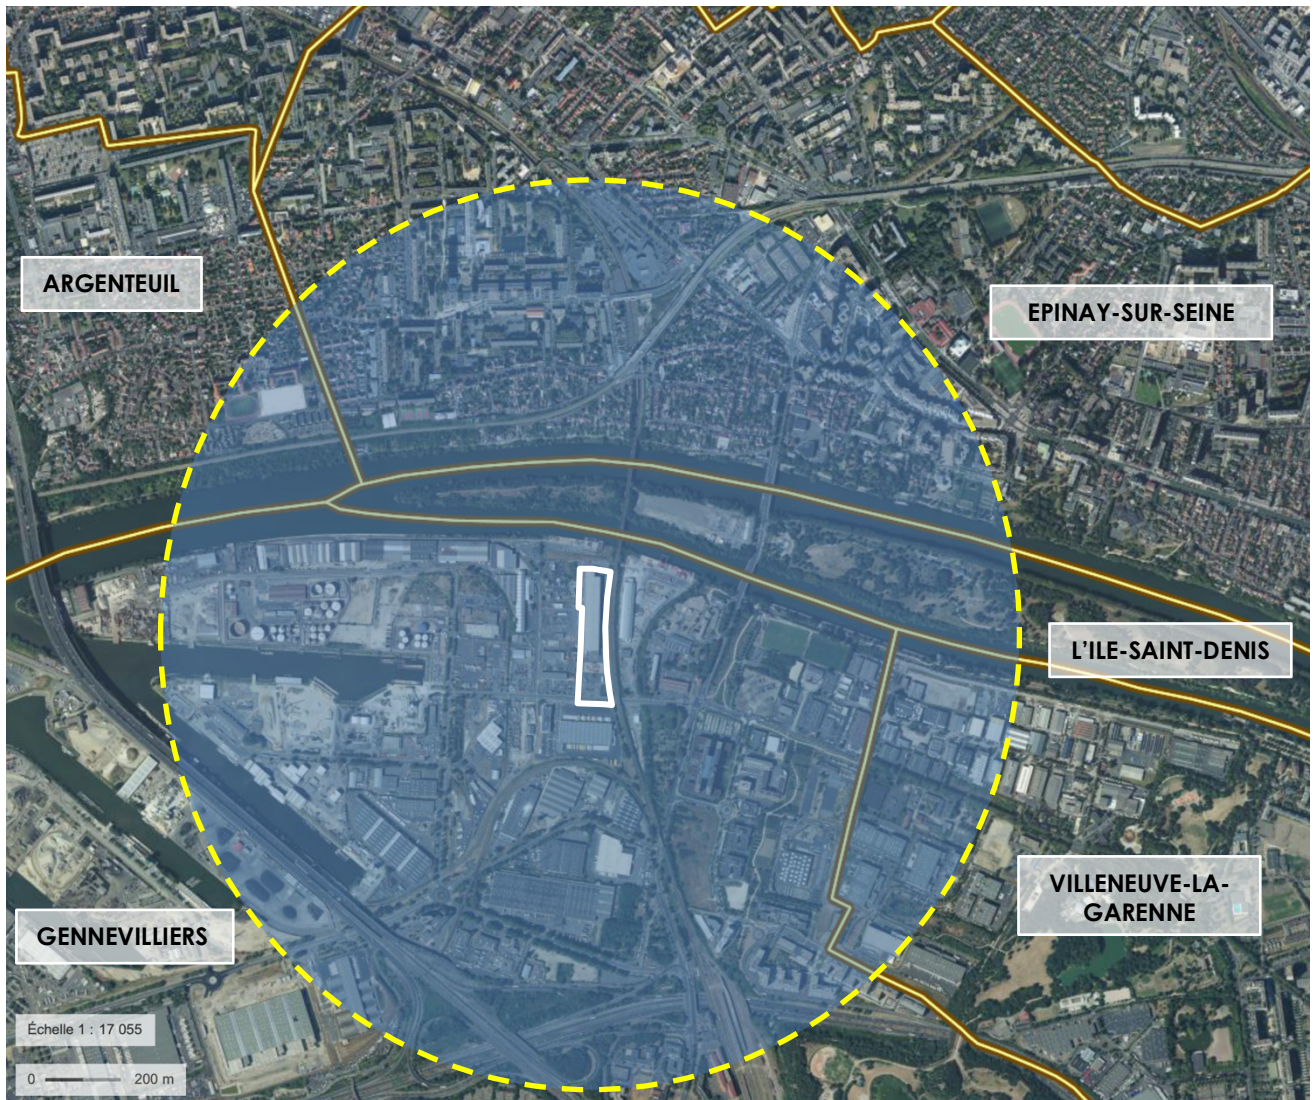 ARGENTEUIL
EPINAY-SUR-SEINE
L'ILE-SAINT-DENIS
VILLENEUVE-LA-
GARENNE
GENNEVILLIERS
Échelle 1 : 17 055
0 200 m